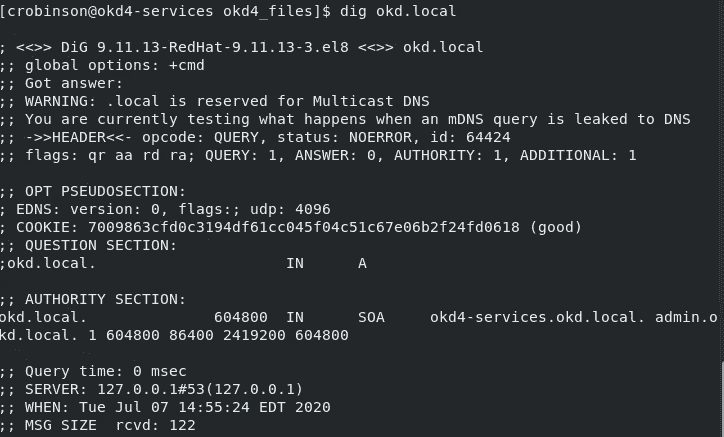 [crobinson@okd4-services okd4_files]$ dig okd.local
; <<>> DiG 9.11.13-RedHat-9.11.13-3.el8 <<>> okd.local
;; global options: +cmd
;; Got answer:
;; WARNING: .local is reserved for Multicast DNS
;; You are currently testing what happens when an mDNS query is leaked to DNS
;; ->>HEADER<<- opcode: QUERY, status: NOERROR, id: 64424
;; flags: qr aa rd ra; QUERY: 1, ANSWER: 0, AUTHORITY: 1, ADDITIONAL: 1
;; OPT PSEUDOSECTION:
; EDNS: version: 0, flags:; udp: 4096
; COOKIE: 7009863cfd0c3194df61cc045f04c51c67e06b2f24fd0618 (good)
;; QUESTION SECTION:
;okd.local. IN A
;; AUTHORITY SECTION:
okd.local. 604800 IN SOA okd4-services.okd.local. admin.o
kd.local. 1 604800 86400 2419200 604800
;; Query time: 0 msec
;; SERVER: 127.0.0.1#53(127.0.0.1)
;; WHEN: Tue Jul 07 14:55:24 EDT 2020
;; MSG SIZE rcvd: 122